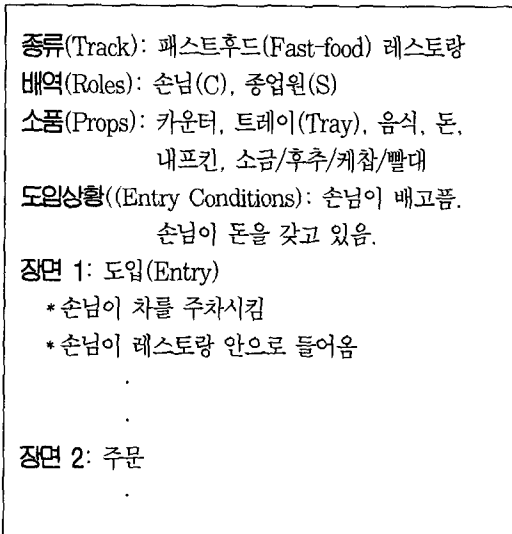 종류(Track): 패스트후드(Fast-food) 레스토랑
배역(Roles): 손님(C), 종업원(S)
소품(Props): 카운터, 트레이(Tray), 음식, 돈,
내프킨, 소금/후추/케찹/빨대
도입상황((Entry Conditions): 손님이 배고픔.
손님이 돈을 갖고 있음.
장면 1: 도입(Entry)
* 손님이 차를 주차시킴
* 손님이 레스토랑 안으로 들어옴
.
.
장면 2: 주문
.